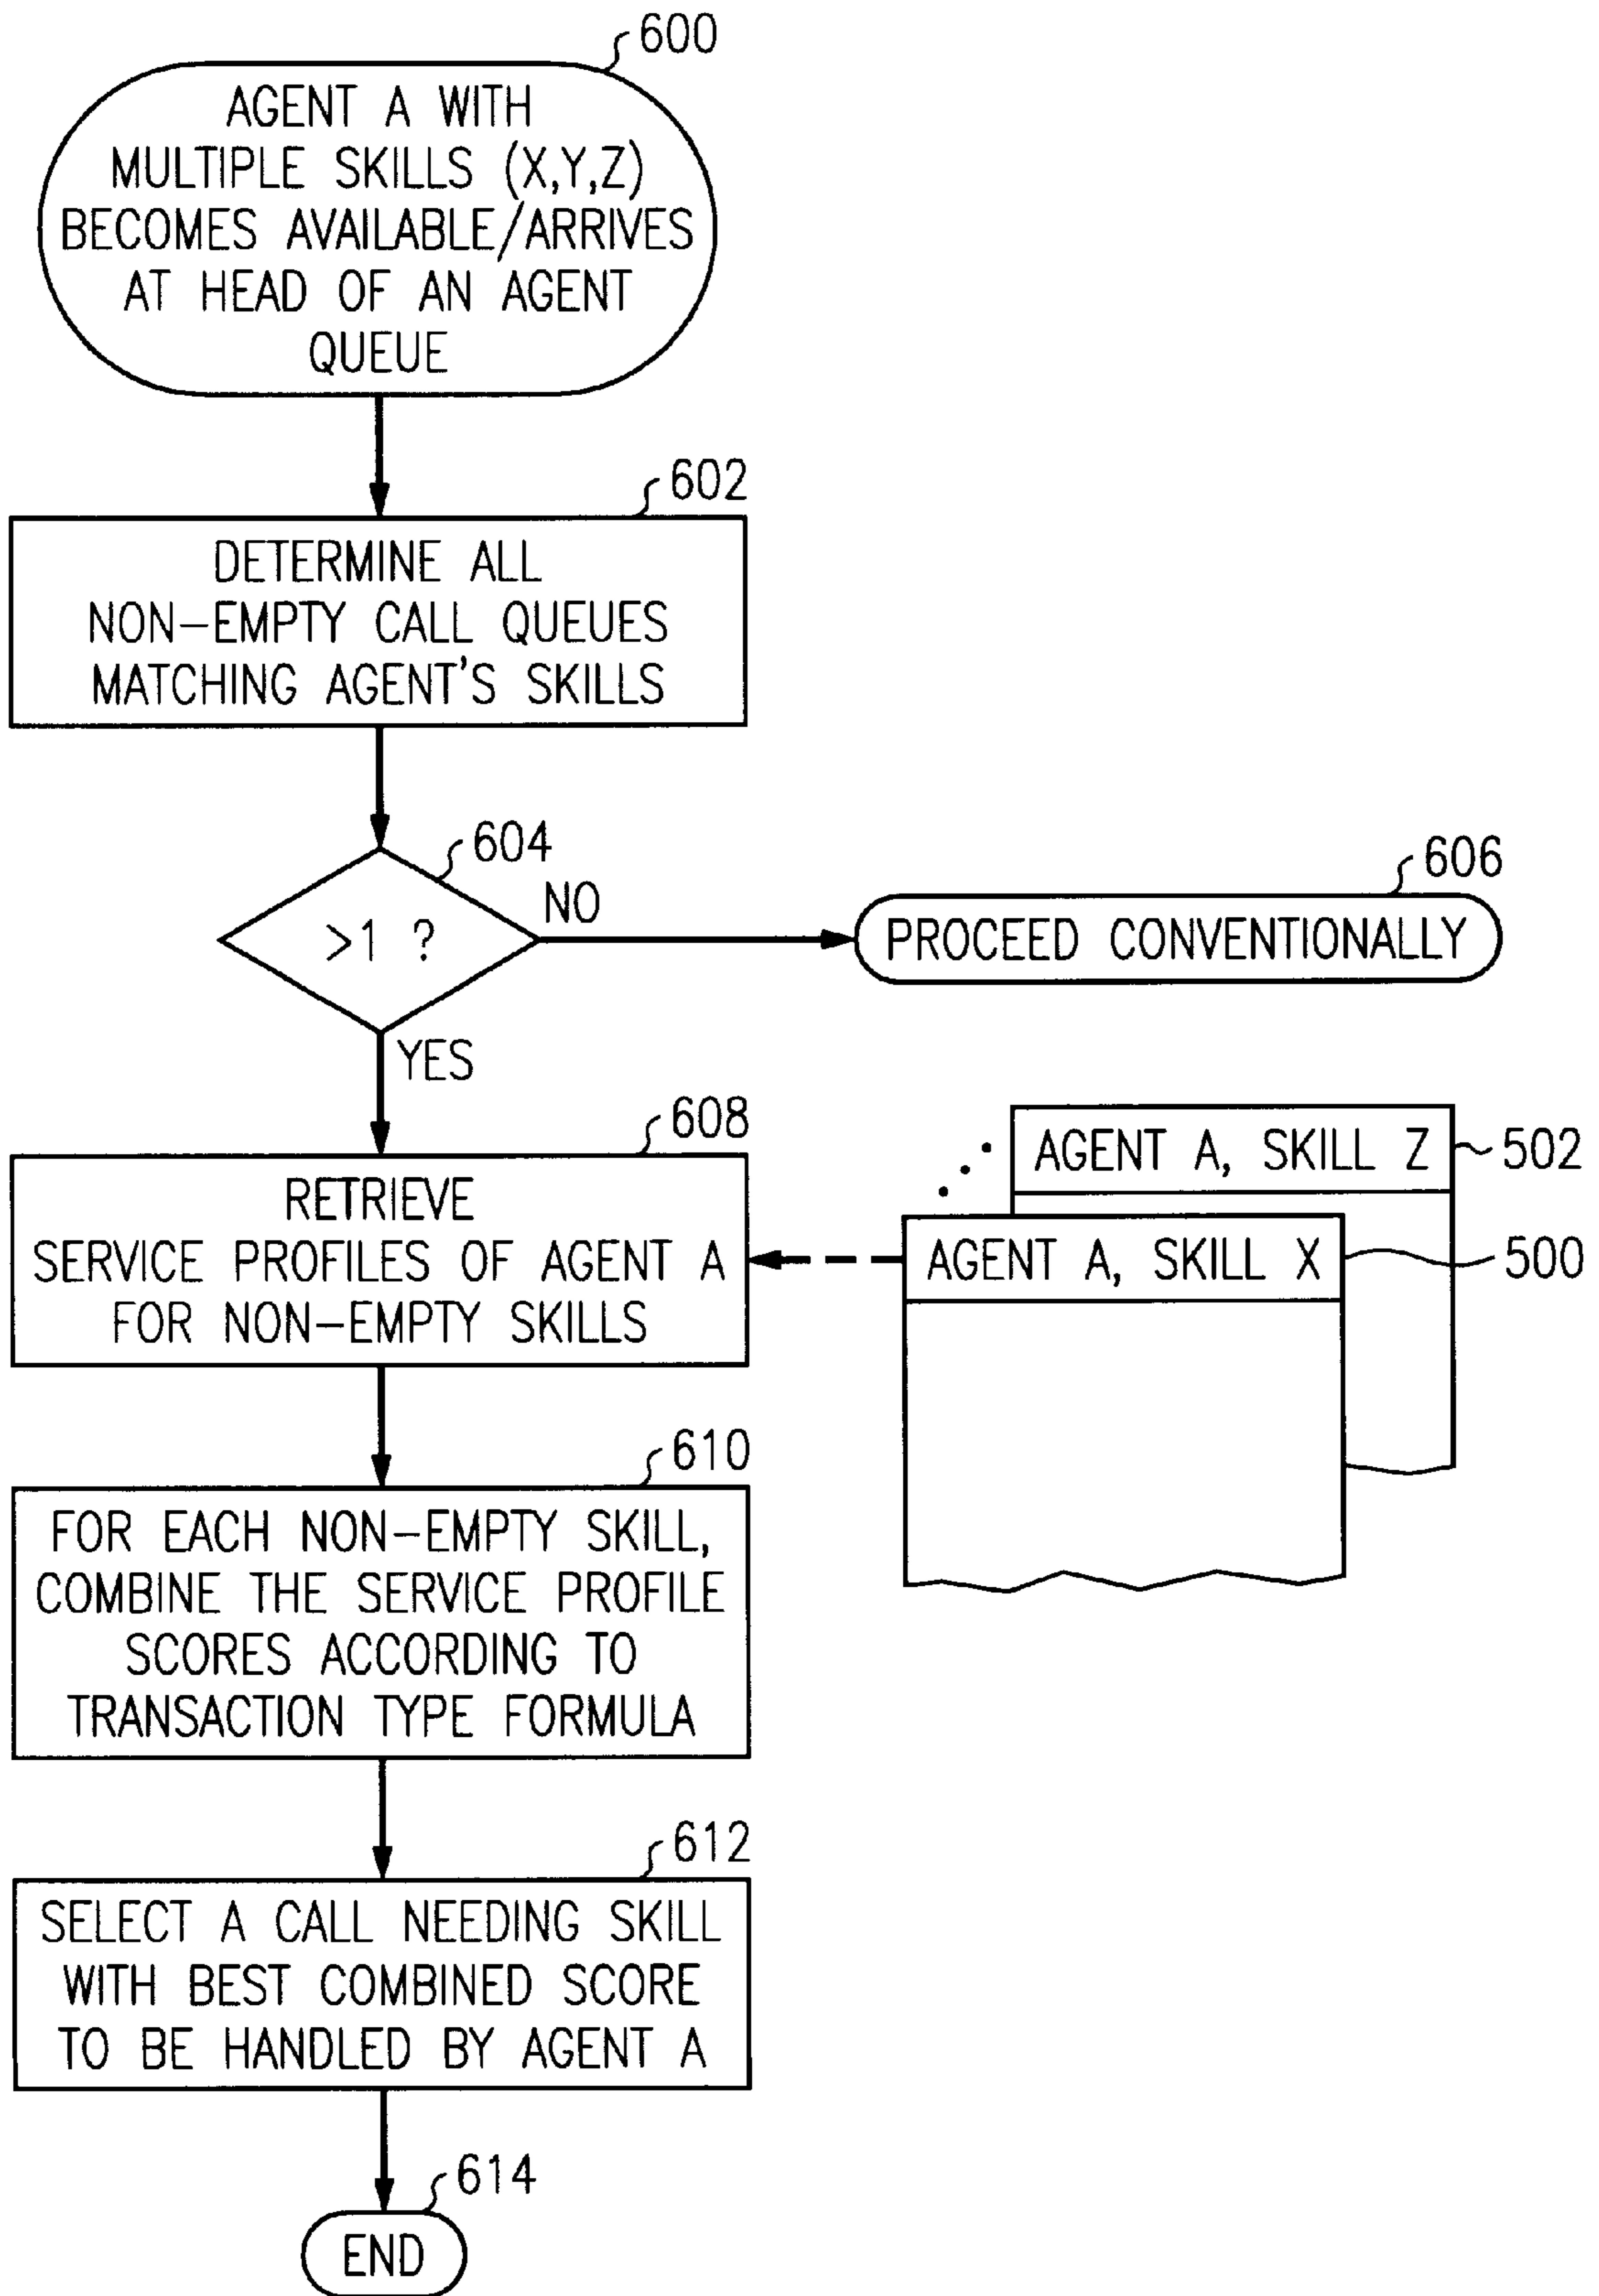 600
AGENT A WITH
MULTIPLE SKILLS (X,Y,Z)
BECOMES AVAILABLE/ARRIVES
AT HEAD OF AN AGENT
QUEUE
602
DETERMINE ALL
NON-EMPTY CALL QUEUES
MATCHING AGENT'S SKILLS
604
>1 ?
NO
606
PROCEED CONVENTIONALLY
YES
608
RETRIEVE
SERVICE PROFILES OF AGENT A
FOR NON-EMPTY SKILLS
AGENT A, SKILL Z
502
AGENT A, SKILL X
500
610
FOR EACH NON-EMPTY SKILL,
COMBINE THE SERVICE PROFILE
SCORES ACCORDING TO
TRANSACTION TYPE FORMULA
612
SELECT A CALL NEEDING SKILL
WITH BEST COMBINED SCORE
TO BE HANDLED BY AGENT A
614
END